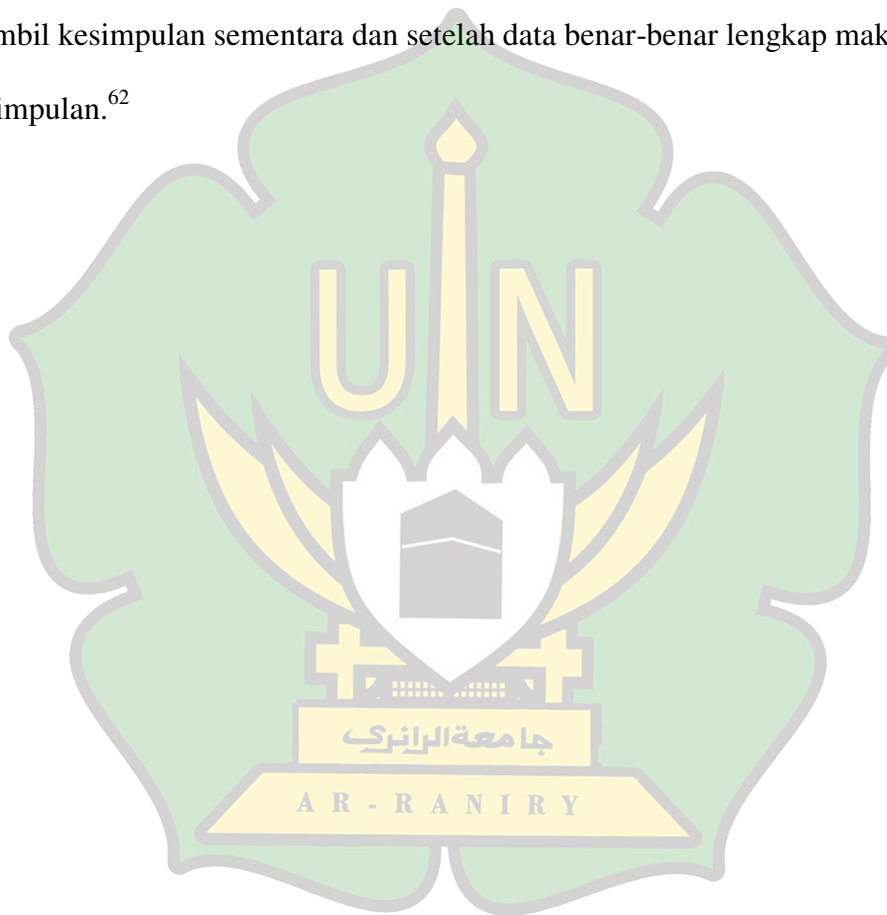 mbil kesimpulan sementara dan setelah data benar-benar lengkap mak
impulan.62
UIN
جامعة الرانري
AR-RANIRY